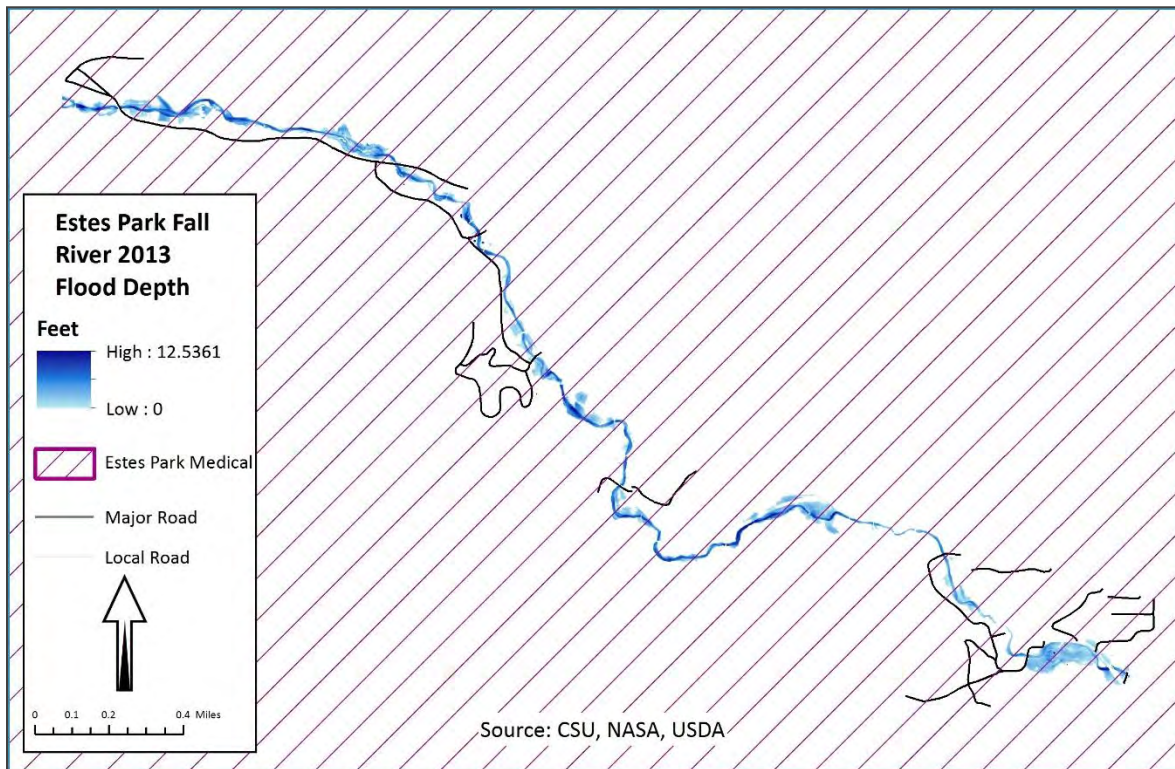 Estes Park Fall
River 2013
Flood Depth
Feet
High : 12.5361
Low : 0
Estes Park Medical
Major Road
Local Road
0 0.1 0.2 0.4 Miles
Source: CSU, NASA, USDA